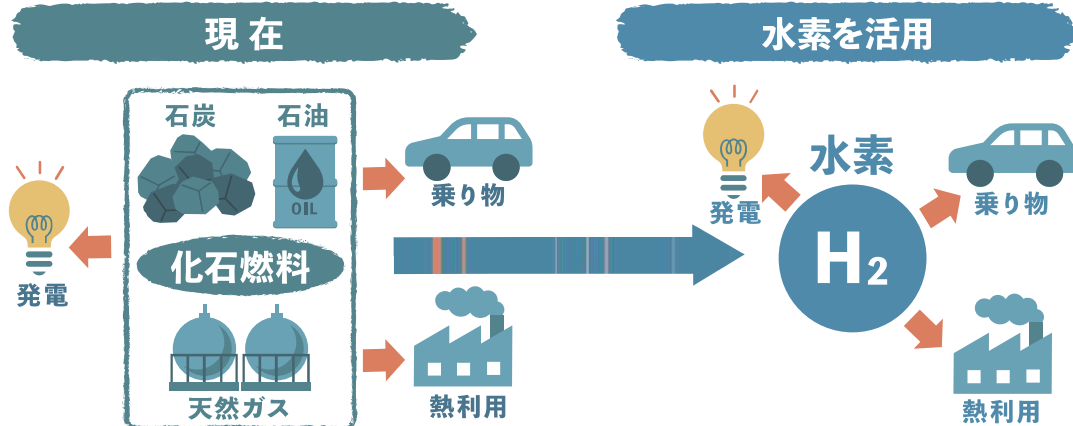 現在
石炭
石油
OIL
化石燃料
天然ガス
発電
乗り物
熱利用
水素を活用
水素
H2
発電
乗り物
熱利用